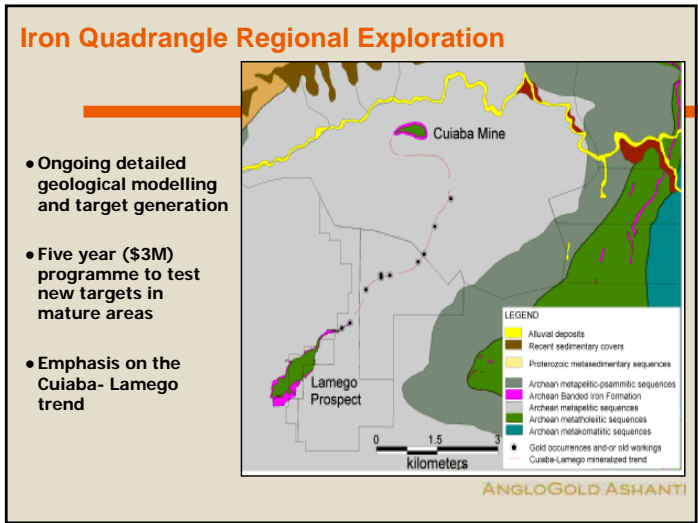 Iron Quadrangle Regional Exploration
● Ongoing detailed
geological modelling
and target generation
● Five year ($3M)
programme to test
new targets in
mature areas
● Emphasis on the
Cuiaba- Lamego
trend
Cuiaba Mine
Lamego
Prospect
0 1.5 3
kilometers
LEGEND
Alluvial deposits
Recent sedimentary covers
Proterozoic metasedimentary sequences
Archean metapelitic-psammitic sequences
Archean Banded Iron Formation
Archean metapelitic sequences
Archean metatholeiitic sequences
Archean metakomatiitic sequences
Gold occurrences and/or old workings
Cuiaba-Lamego mineralized trend
ANGLOGOLD ASHANTI